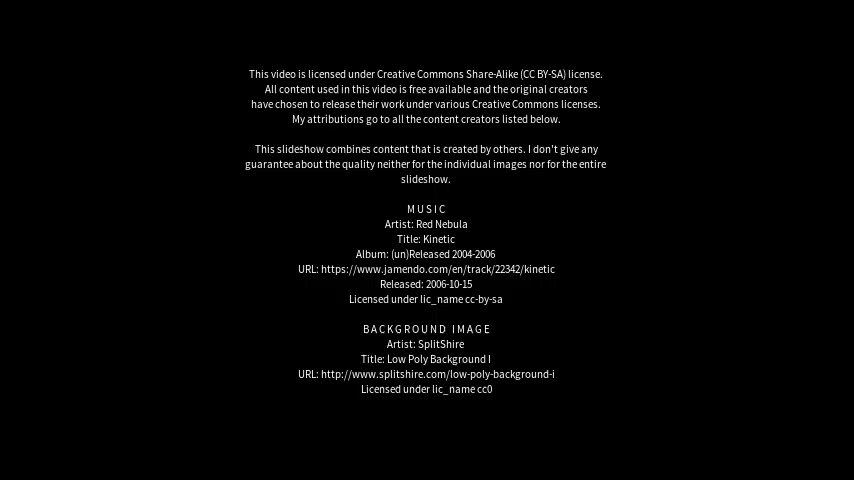 This video is licensed under Creative Commons Share-Alike (CC BY-SA) license.
All content used in this video is free available and the original creators
have chosen to release their work under various Creative Commons licenses.
My attributions go to all the content creators listed below.
This slideshow combines content that is created by others. I don't give any
guarantee about the quality neither for the individual images nor for the entire
slideshow.
MUSIC
Artist: Red Nebula
Title: Kinetic
Album: (un)Released 2004-2006
URL: https://www.jamendo.com/en/track/22342/kinetic
Released: 2006-10-15
Licensed under lic_name cc-by-sa
BACKGROUND IMAGE
Artist: SplitShire
Title: Low Poly Background I
URL: http://www.splitshire.com/low-poly-background-i
Licensed under lic_name cc0